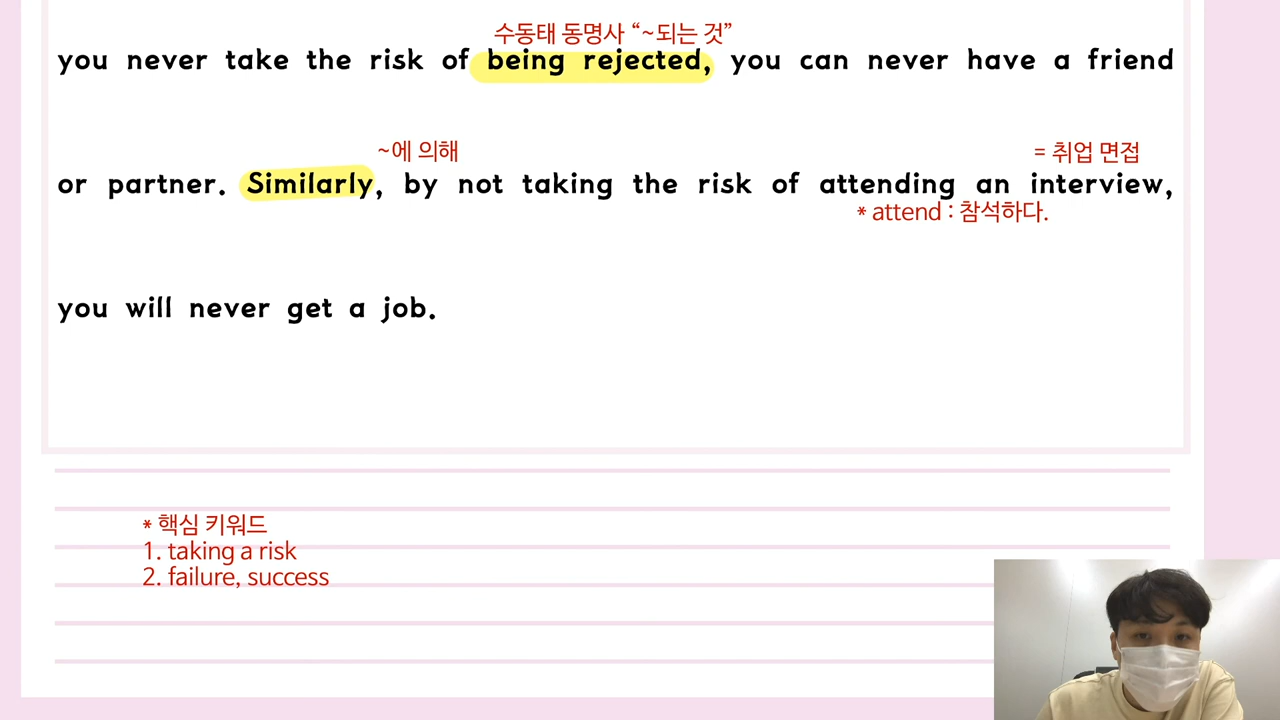 수동태 동명사 “~되는 것”
you never take the risk of being rejected, you can never have a friend
~에 의해
= 취업 면접
or partner. Similarly, by not taking the risk of attending an interview,
* attend : 참석하다.
you will never get a job.
* 핵심 키워드
1. taking a risk
2. failure, success